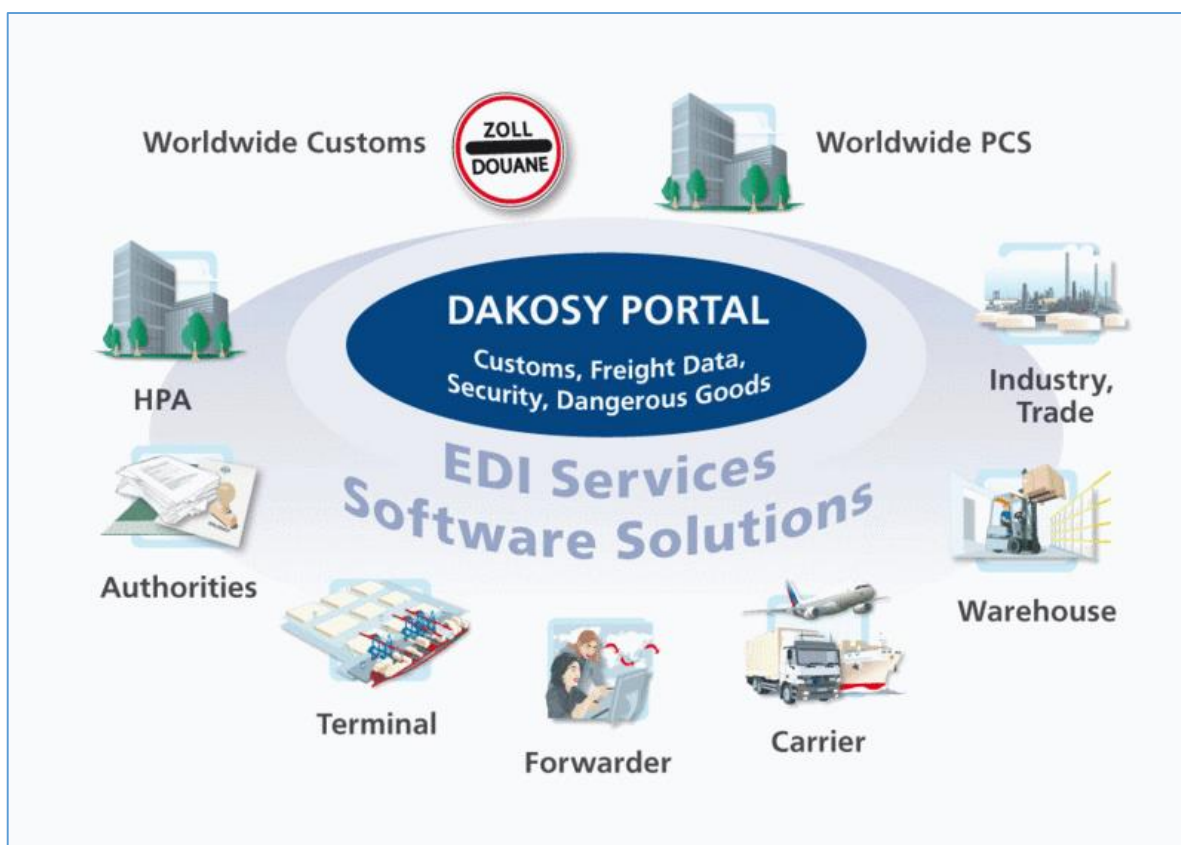 Worldwide Customs
ZOLL
DOUANE
Worldwide PCS
HPA
DAKOSY PORTAL
Customs, Freight Data,
Security, Dangerous Goods
Industry,
Trade
EDI Services
Software Solutions
Authorities
Warehouse
Terminal
Forwarder
Carrier